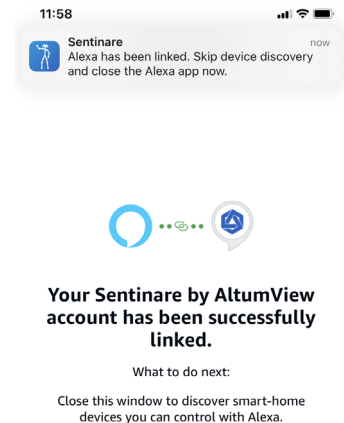 11:58
Sentinare
now
Alexa has been linked. Skip device discovery
and close the Alexa app now.
Your Sentinare by AltumView
account has been successfully
linked.
What to do next:
Close this window to discover smart-home
devices you can control with Alexa.